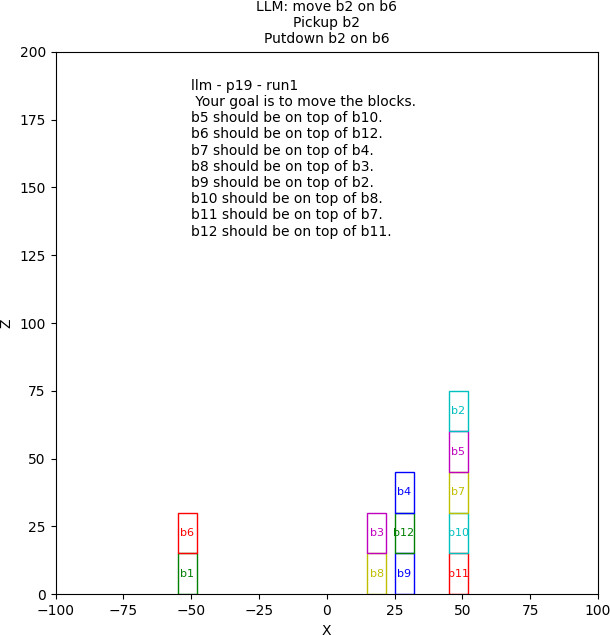 LLM: move b2 on b6
Pickup b2
Putdown b2 on b6
200
llm - p19 - run1
Your goal is to move the blocks.
b5 should be on top of b10.
b6 should be on top of b12.
b7 should be on top of b4.
b8 should be on top of b3.
b9 should be on top of b2.
b10 should be on top of b8.
b11 should be on top of b7.
b12 should be on top of b11.
175
150
125
100
75
50
25
0
Z
b2
b5
b4
b7
b6
b3
b12
b10
b1
b8
b9
b11
−100
−75
−50
−25
0
25
50
75
100
X